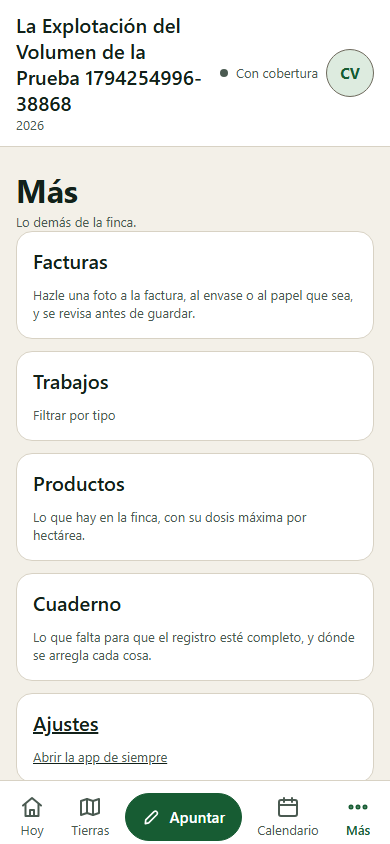 La Explotación del
Volumen de la
Prueba 1794254996-
38868
2026
Con cobertura
CV
Más
Lo demás de la finca.
Facturas
Hazle una foto a la factura, al envase o al papel que sea,
y se revisa antes de guardar.
Trabajos
Filtrar por tipo
Productos
Lo que hay en la finca, con su dosis máxima por
hectárea.
Cuaderno
Lo que falta para que el registro esté completo, y dónde
se arregla cada cosa.
Ajustes
Abrir la app de siempre
Hoy
Tierras
Apuntar
Calendario
Más